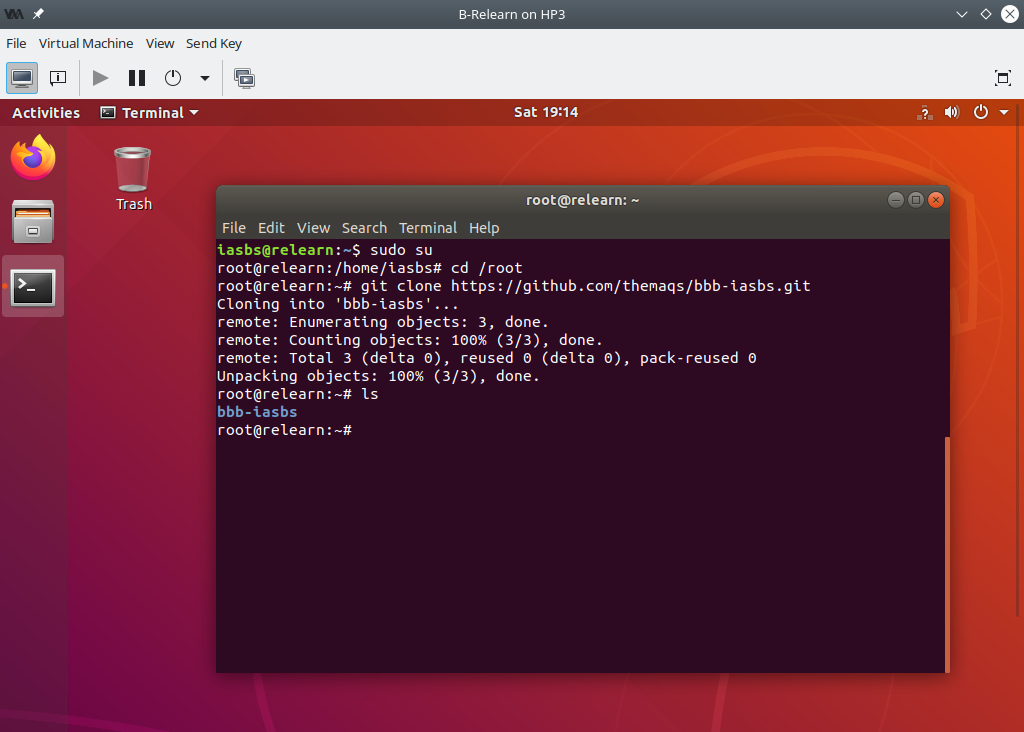 B-Relearn on HP3
File Virtual Machine View Send Key
Activities Terminal Sat 19:14
Trash
root@relearn: ~
File Edit View Search Terminal Help
iasbs@relearn:~$ sudo su
root@relearn:/home/iasbs# cd /root
root@relearn:~# git clone https://github.com/themaqs/bbb-iasbs.git
Cloning into 'bbb-iasbs'...
remote: Enumerating objects: 3, done.
remote: Counting objects: 100% (3/3), done.
remote: Total 3 (delta 0), reused 0 (delta 0), pack-reused 0
Unpacking objects: 100% (3/3), done.
root@relearn:~# ls
bbb-iasbs
root@relearn:~#